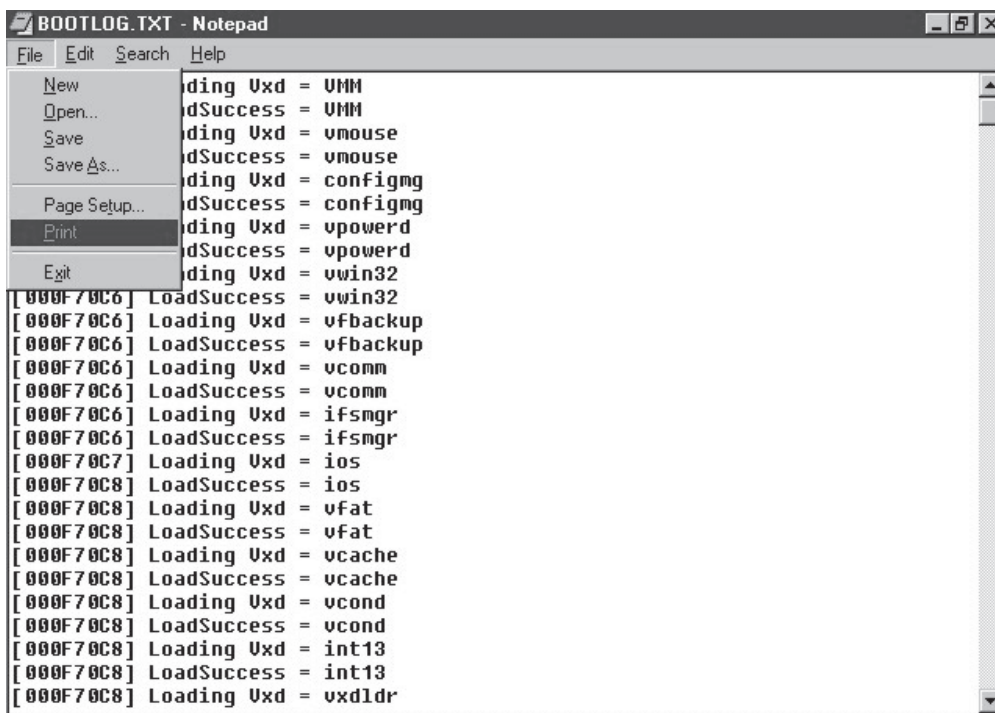 BOOTLOG.TXT - Notepad
File Edit Search Help
New
Open...
Save
Save As...
Page Setup...
Print
Exit
ding Vxd = VMM
dSuccess = VMM
ding Vxd = vmouse
dSuccess = vmouse
ding Vxd = configmg
dSuccess = configmg
ding Vxd = vpowerd
dSuccess = vpowerd
ding Vxd = vwin32
[000F70C6] LoadSuccess = vwin32
[000F70C6] Loading Vxd = vfbackup
[000F70C6] LoadSuccess = vfbackup
[000F70C6] Loading Vxd = vcomm
[000F70C6] LoadSuccess = vcomm
[000F70C6] Loading Vxd = ifsmgr
[000F70C6] LoadSuccess = ifsmgr
[000F70C7] Loading Vxd = ios
[000F70C8] LoadSuccess = ios
[000F70C8] Loading Vxd = vfat
[000F70C8] LoadSuccess = vfat
[000F70C8] Loading Vxd = vcache
[000F70C8] LoadSuccess = vcache
[000F70C8] Loading Vxd = vcond
[000F70C8] LoadSuccess = vcond
[000F70C8] Loading Vxd = int13
[000F70C8] LoadSuccess = int13
[000F70C8] Loading Vxd = vxdldr